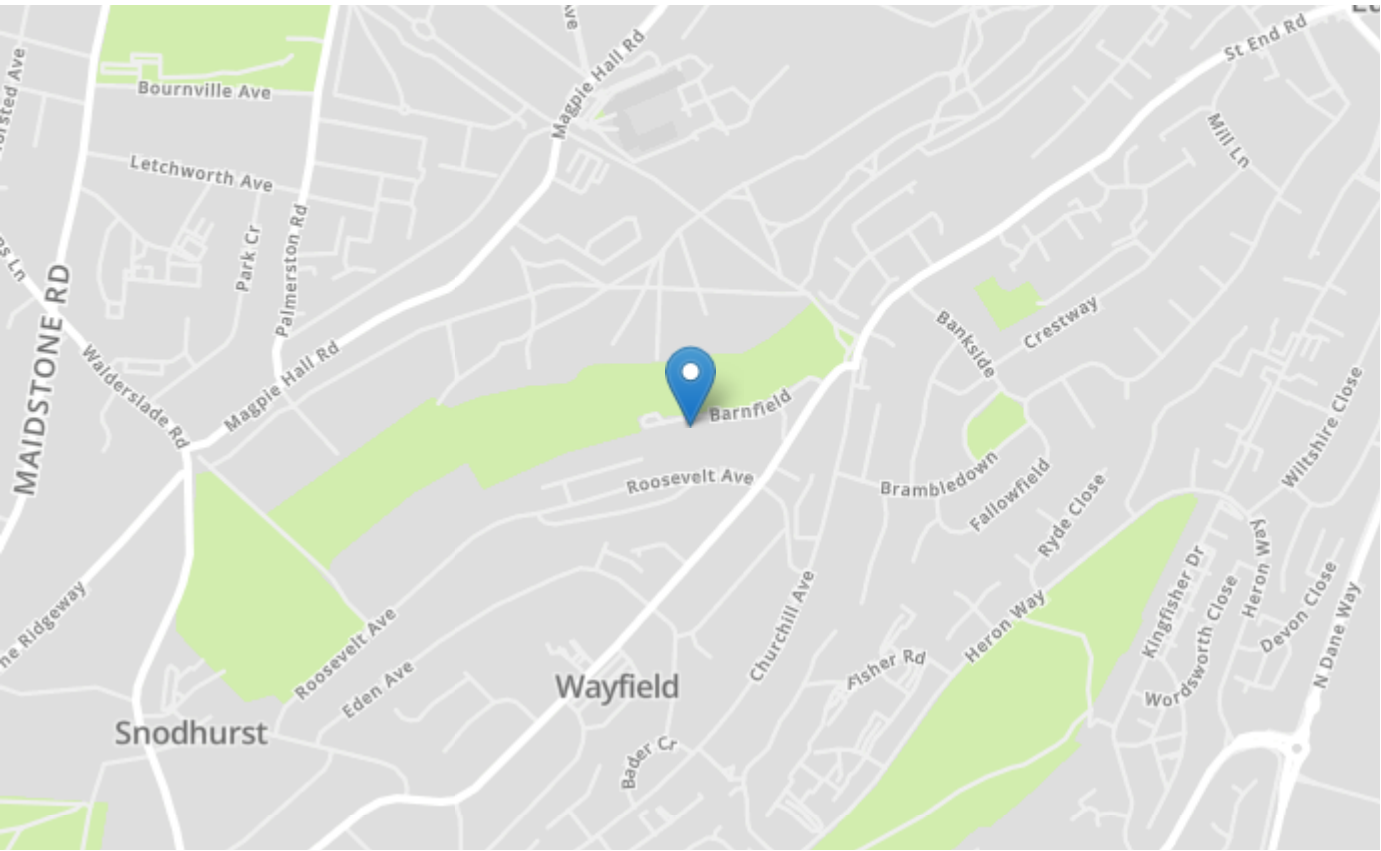 St End Rd
Magpie Hall Rd
Bournville Ave
Mill Ln
Letchworth Ave
Park Cr
Palmerston Rd
MAIDSTONE RD
Walderslade Rd
Magpie Hall Rd
Bankside
Crestway
Barnfield
Wiltshire Close
Roosevelt Ave
Brambledown
Fallowfield
Ryde Close
Heron Way
Kingfisher Dr
Heron Way
Wordsworth Close
Devon Close
N Dane Way
Churchill Ave
Fisher Rd
Roosevelt Ave
Eden Ave
Wayfield
Snodhurst
Bader Cr
ne Ridgeway
Ave